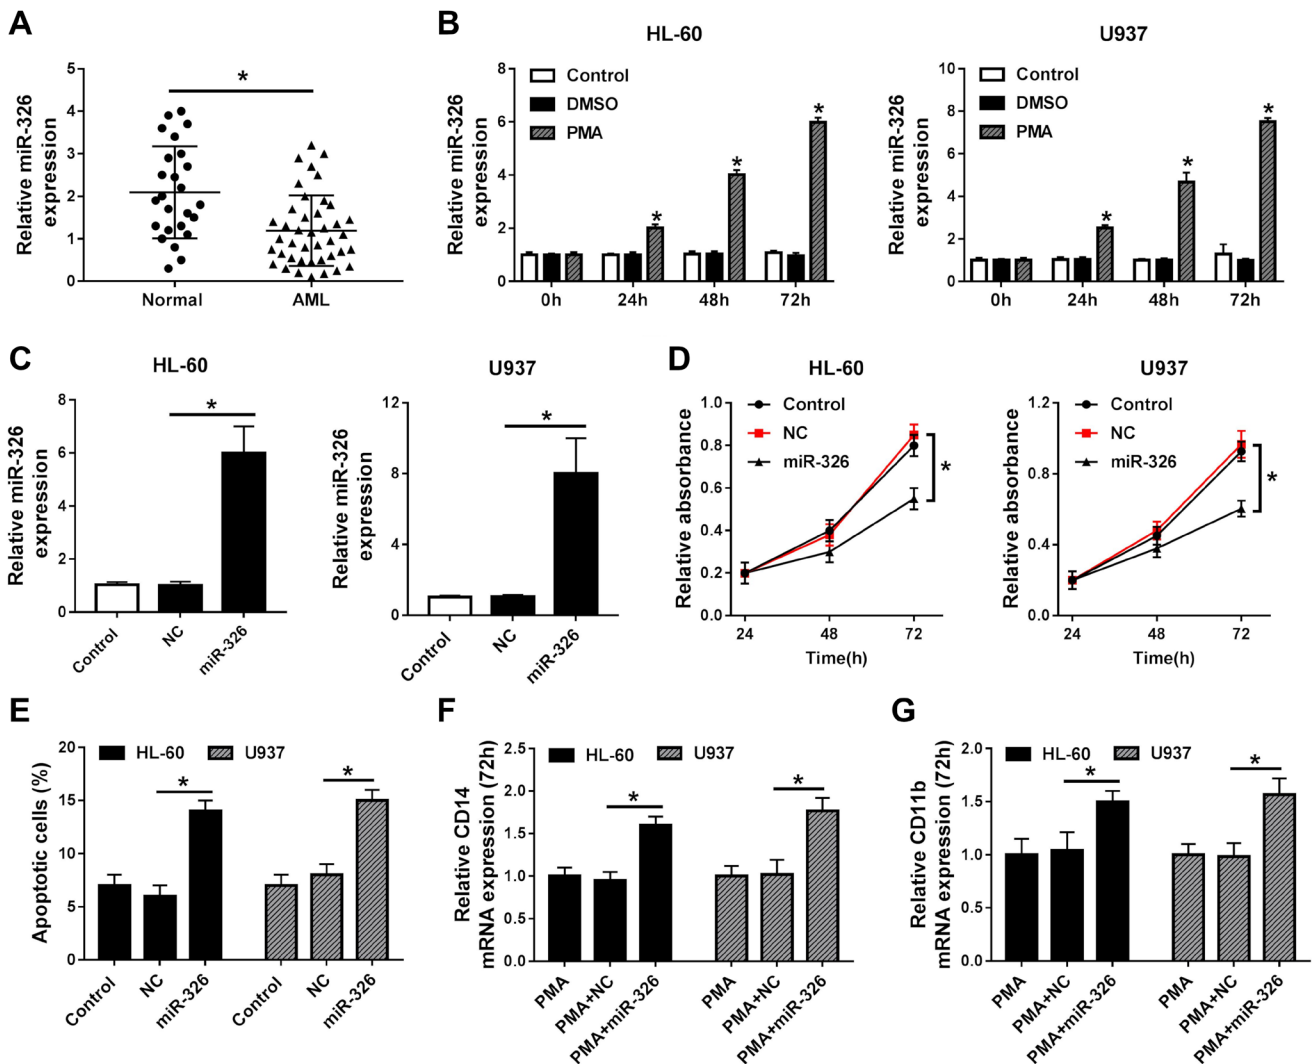 A
Relative miR-326
expression
5
4
3
2
1
0
*
Normal
AML
B
HL-60
Relative miR-326
expression
8
6
4
2
0
Control
DMSO
PMA
*
*
*
0h
24h
48h
72h
U937
Relative miR-326
expression
10
8
6
4
2
0
Control
DMSO
PMA
*
*
*
0h
24h
48h
72h
C
HL-60
Relative miR-326
expression
8
6
4
2
0
*
Control
NC
miR-326
U937
Relative miR-326
expression
12
8
4
0
*
Control
NC
miR-326
D
HL-60
Relative absorbance
1.0
0.8
0.6
0.4
0.2
0.0
Control
NC
miR-326
*
24
48
72
Time(h)
U937
Relative absorbance
1.2
0.8
0.4
0.0
Control
NC
miR-326
*
24
48
72
Time(h)
E
Apoptotic cells (%)
20
15
10
5
0
HL-60
U937
*
*
Control
NC
miR-326
Control
NC
miR-326
F
Relative CD14
mRNA expression (72h)
2.5
2.0
1.5
1.0
0.5
0.0
HL-60
U937
*
*
PMA
PMA+NC
PMA+miR-326
PMA
PMA+NC
PMA+miR-326
G
Relative CD11b
mRNA expression (72h)
2.0
1.5
1.0
0.5
0.0
HL-60
U937
*
*
PMA
PMA+NC
PMA+miR-326
PMA
PMA+NC
PMA+miR-326